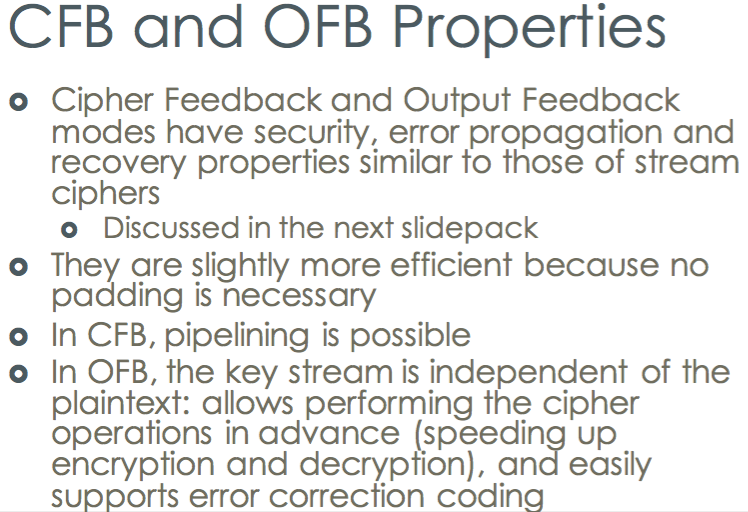 CFB and OFB Properties
Cipher Feedback and Output Feedback
modes have security, error propagation and
recovery properties similar to those of stream
ciphers
Discussed in the next slidepack
They are slightly more efficient because no
padding is necessary
In CFB, pipelining is possible
In OFB, the key stream is independent of the
plaintext: allows performing the cipher
operations in advance (speeding up
encryption and decryption), and easily
supports error correction coding